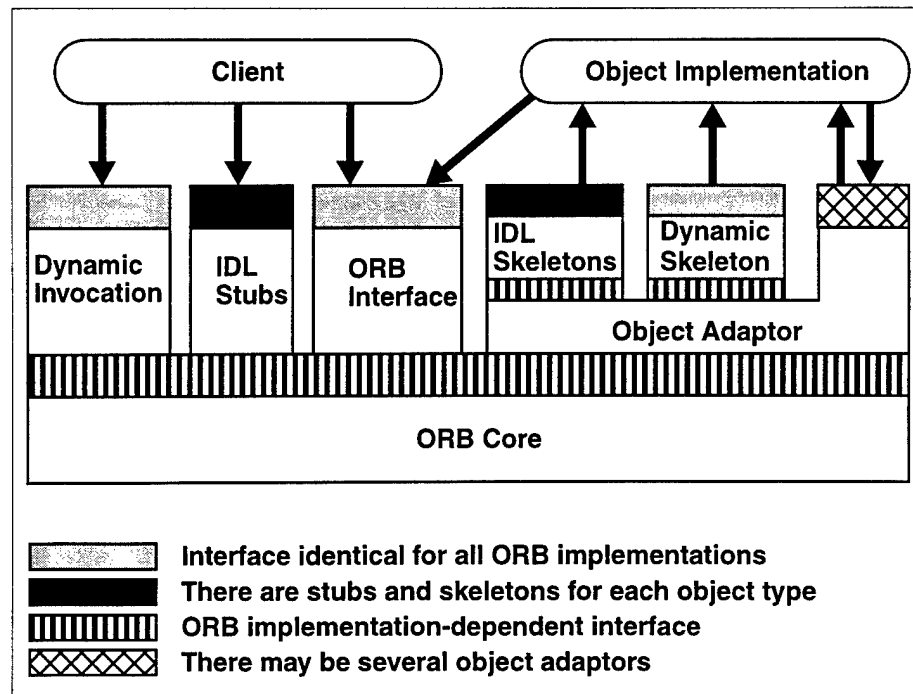 Client
Object Implementation
Dynamic
Invocation
IDL
Stubs
ORB
Interface
IDL
Skeletons
Dynamic
Skeleton
Object Adaptor
ORB Core
Interface identical for all ORB implementations
There are stubs and skeletons for each object type
ORB implementation-dependent interface
There may be several object adaptors